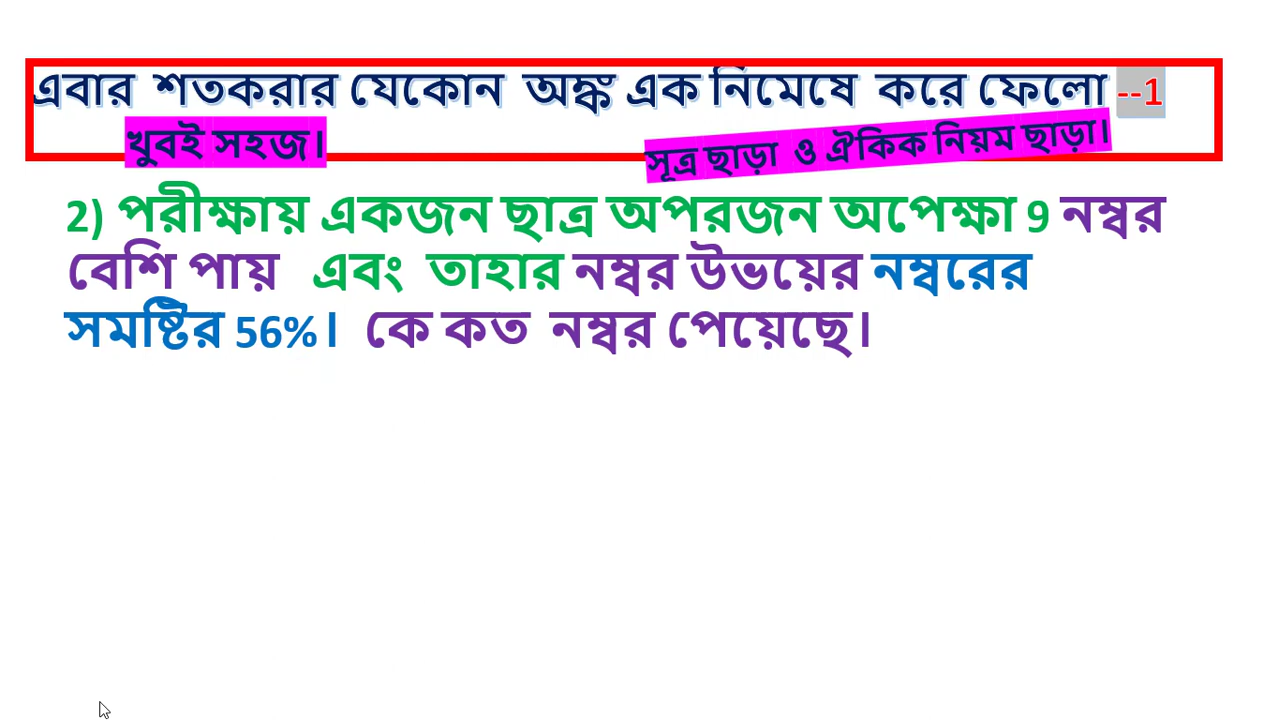 এবার শতকরার যেকোন অঙ্ক এক নিমেষে করে ফেলো --1
খুবই সহজ।
সূত্র ছাড়া ও ঐকিক নিয়ম ছাড়া।
2) পরীক্ষায় একজন ছাত্র অপরজন অপেক্ষা 9 নম্বর
বেশি পায় এবং তাহার নম্বর উভয়ের নম্বরের
সমষ্টির 56%। কে কত নম্বর পেয়েছে।